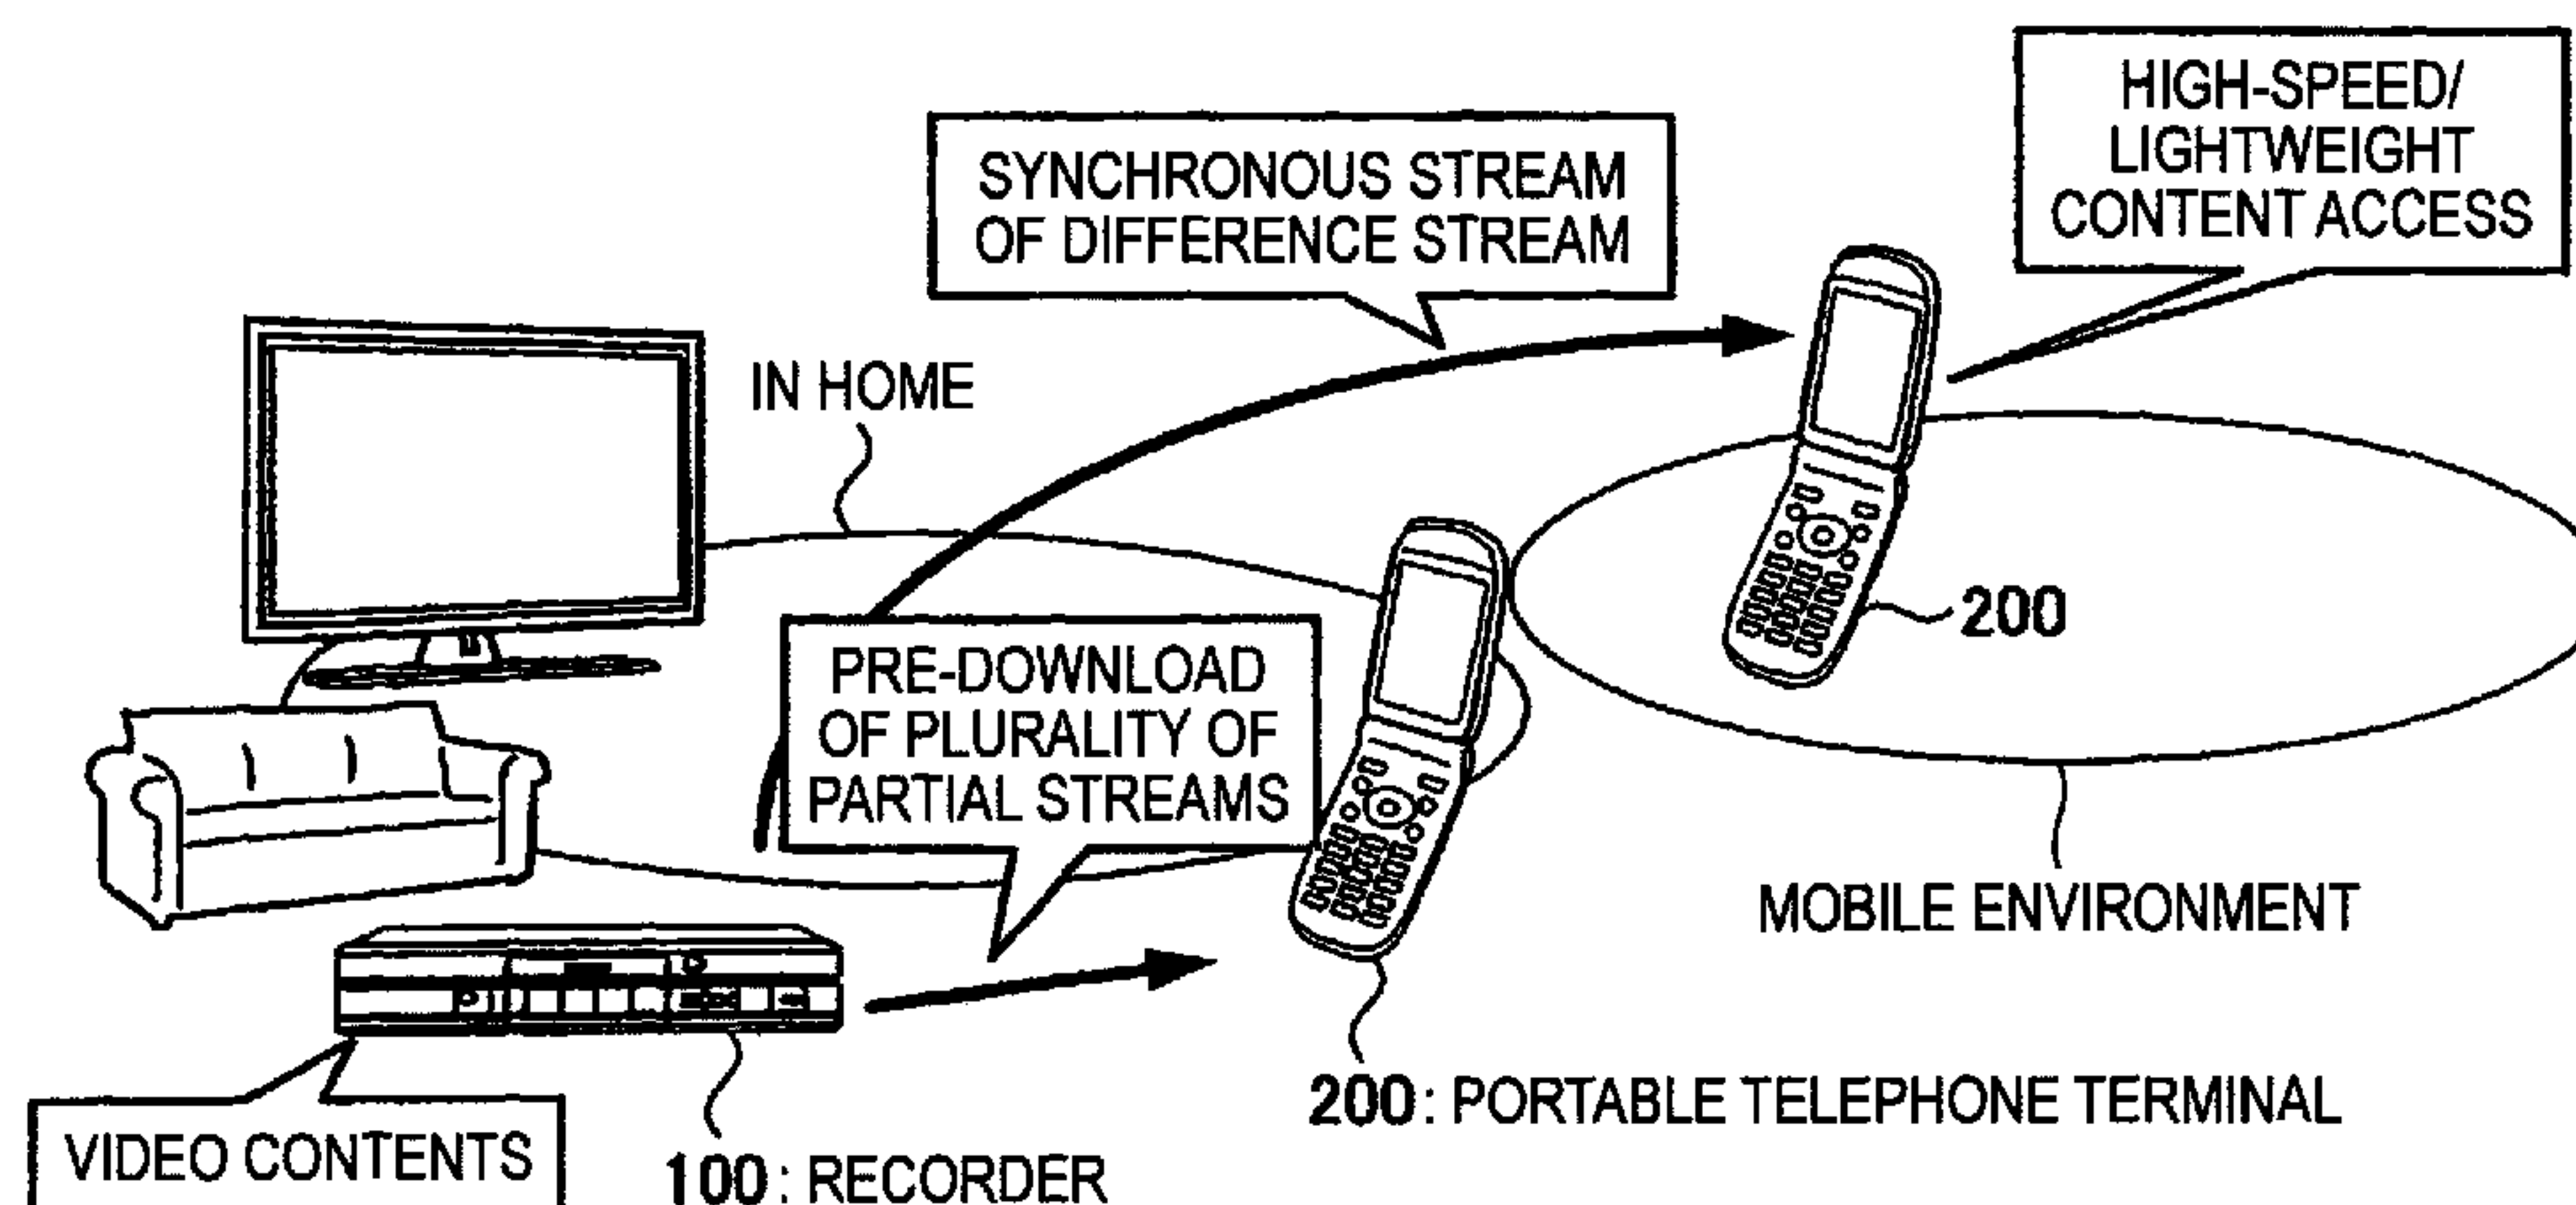 HIGH-SPEED/
LIGHTWEIGHT
CONTENT ACCESS
SYNCHRONOUS STREAM
OF DIFFERENCE STREAM
IN HOME
200
PRE-DOWNLOAD
OF PLURALITY OF
PARTIAL STREAMS
MOBILE ENVIRONMENT
200: PORTABLE TELEPHONE TERMINAL
VIDEO CONTENTS
100: RECORDER